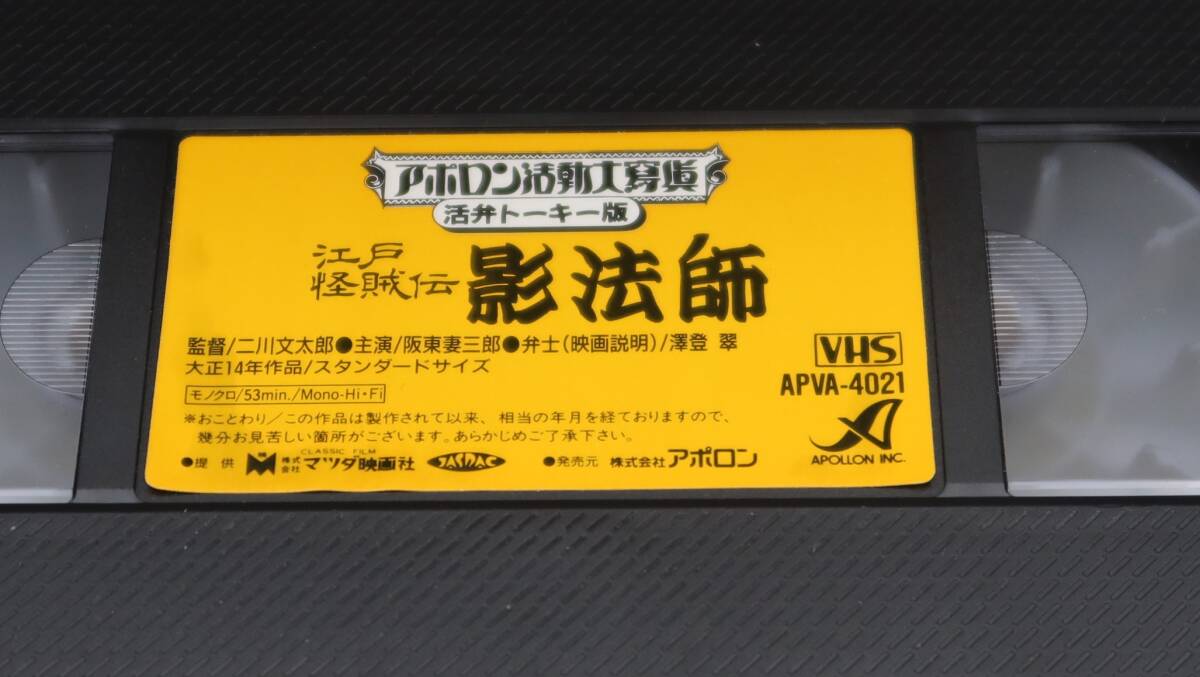 アポロン活動大寫眞
活弁トーキー版
江戸
怪賊伝 影法師
監督/二川文太郎●主演/阪東妻三郎●弁士(映画説明)/澤登 翠
大正14年作品/スタンダードサイズ
モノクロ/53min./Mono-Hi・Fi
VHS
APVA-4021
※おことわり/この作品は製作されて以来、相当の年月を経ておりますので、
幾分お見苦しい箇所がございます。あらかじめご了承下さい。
CLASSIC FILM
●提 供 株式会社 マツダ映画社 JASRAC ●発売元 株式会社アポロン
APOLLON INC.